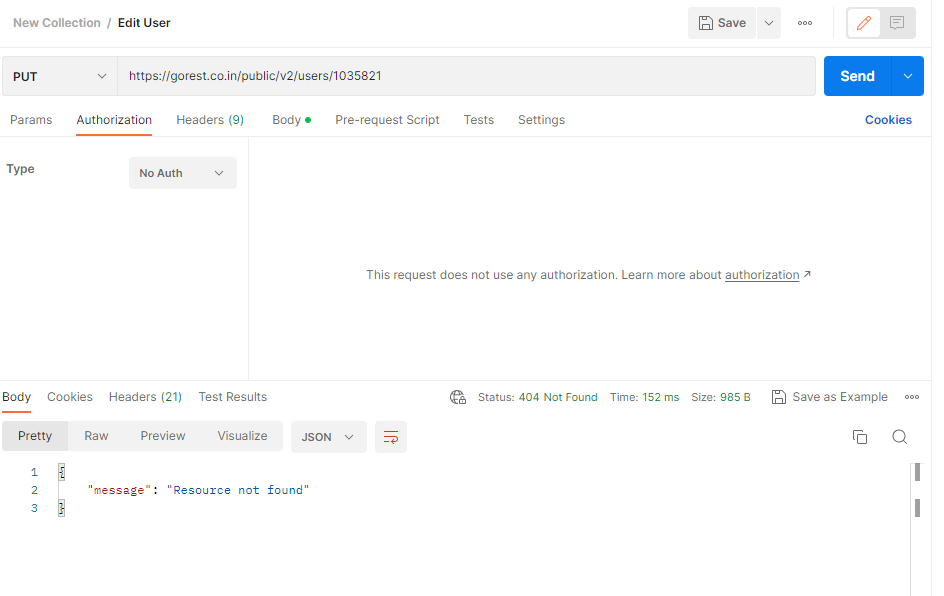 New Collection / Edit User
Save
PUT
https://gorest.co.in/public/v2/users/1035821
Send
Params Authorization Headers (9) Body Pre-request Script Tests Settings Cookies
Type
No Auth
This request does not use any authorization. Learn more about authorization ↗
Body Cookies Headers (21) Test Results
Status: 404 Not Found Time: 152 ms Size: 985 B Save as Example
Pretty Raw Preview Visualize JSON
1 {
2 "message": "Resource not found"
3 }